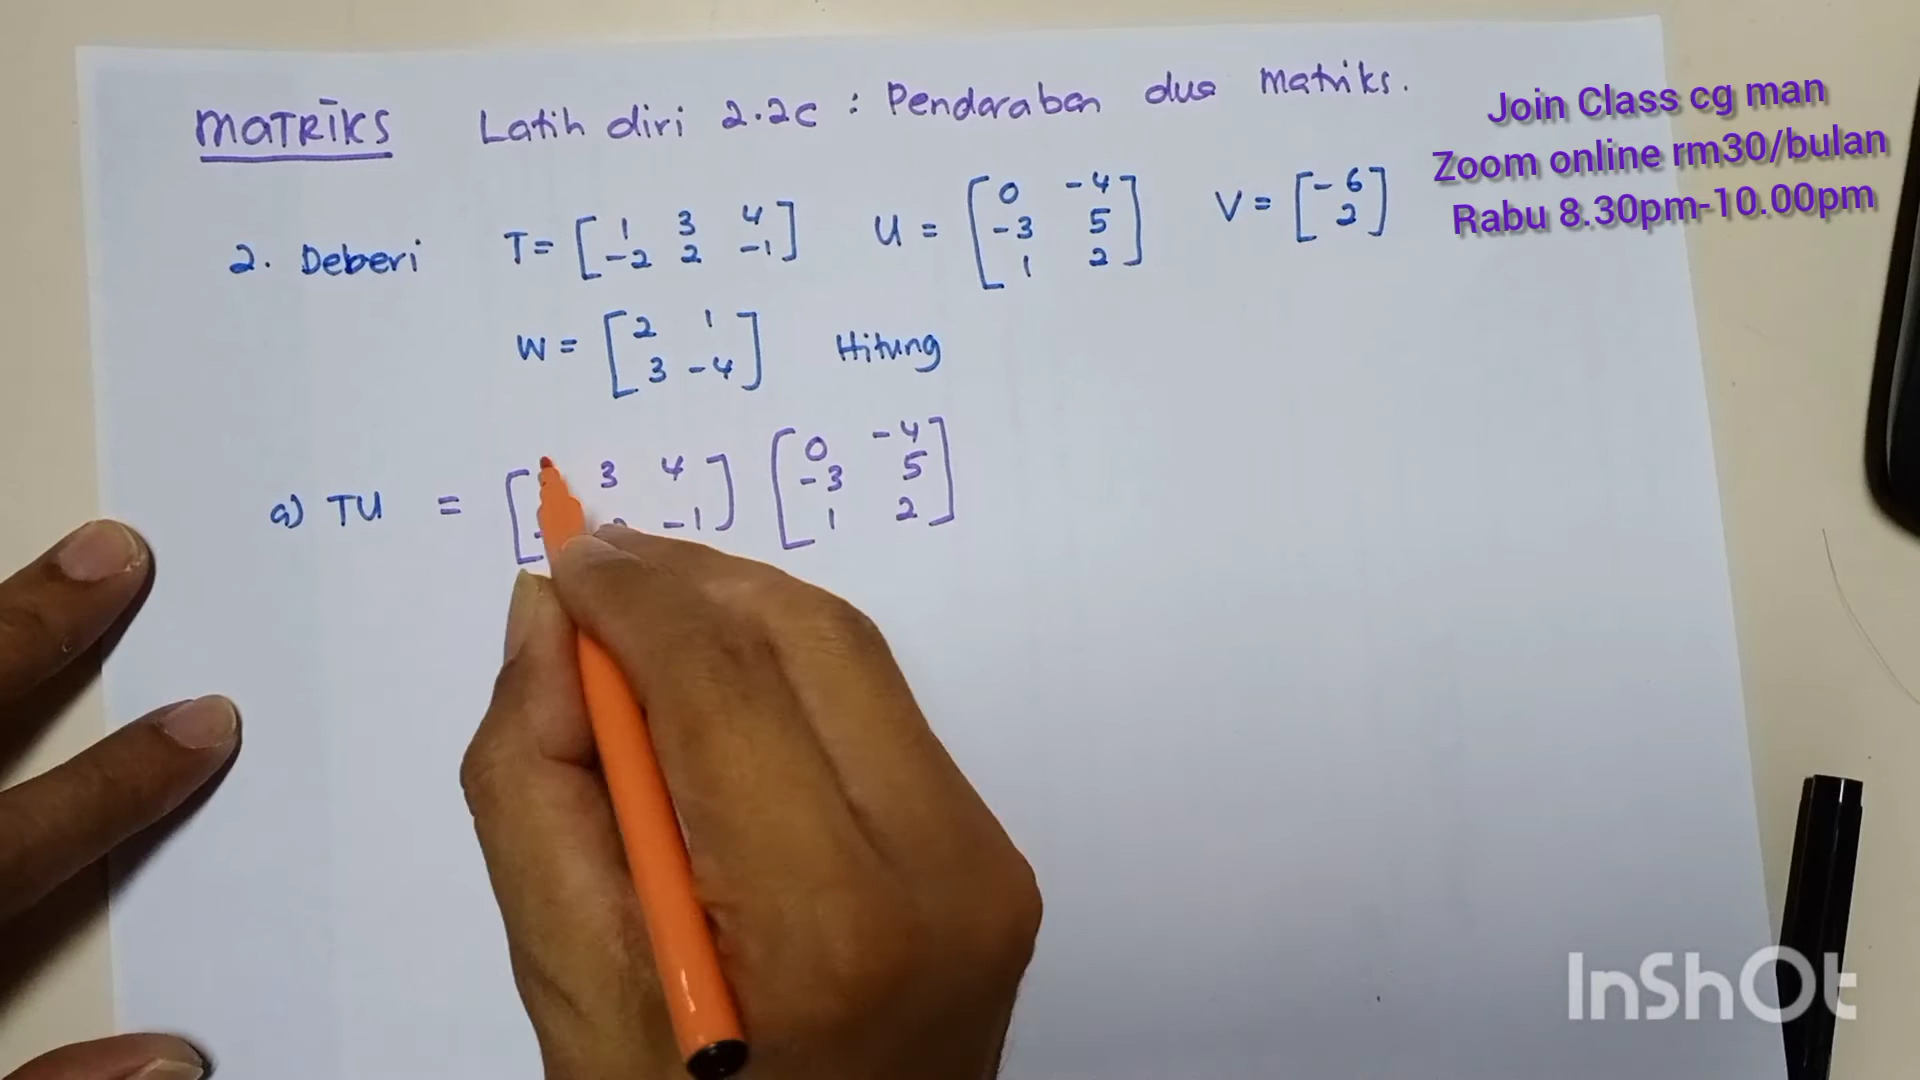 MATRIKS Latih diri 2.2c : Pendaraban dua Matriks.
Join Class cg man
Zoom online rm30/bulan
Rabu 8.30pm-10.00pm
2. Deberi T = [ 1 3 4 ] U = [ 0 -4 ] V = [ -6 ]
[ -2 2 -1 ] [ -3 5 ] [ 2 ]
[ 1 2 ]
W = [ 2 1 ] Hitung
[ 3 -4 ]
a) TU = [ 3 4 ] [ 0 -4 ]
[ -1 ] [ -3 5 ]
[ 1 2 ]
InShOt